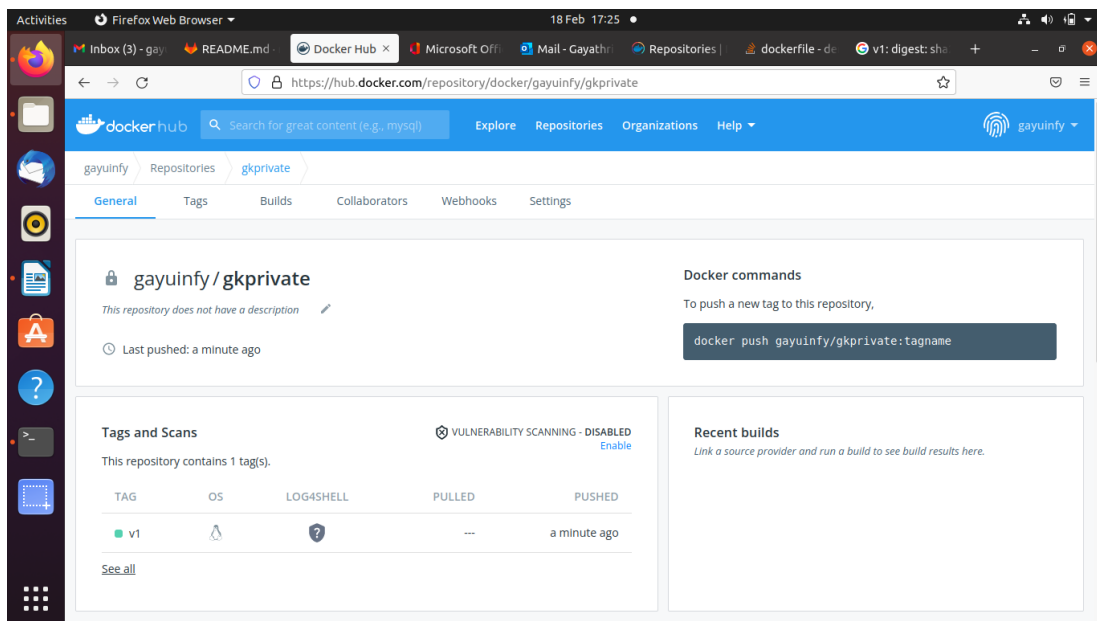 Activities Firefox Web Browser 18 Feb 17:25
Inbox (3) - gay README.md - Docker Hub Microsoft Offi Mail - Gayathri Repositories | dockerfile - de v1: digest: sha
https://hub.docker.com/repository/docker/gayuinfy/gkprivate
dockerhub Search for great content (e.g., mysql) Explore Repositories Organizations Help gayuinfy
gayuinfy Repositories gkprivate
General Tags Builds Collaborators Webhooks Settings
gayuinfy / gkprivate
This repository does not have a description
Last pushed: a minute ago
Docker commands
To push a new tag to this repository,
docker push gayuinfy/gkprivate:tagname
Tags and Scans
VULNERABILITY SCANNING - DISABLED
Enable
This repository contains 1 tag(s).
TAG OS LOG4SHELL PULLED PUSHED
v1 ? --- a minute ago
See all
Recent builds
Link a source provider and run a build to see build results here.